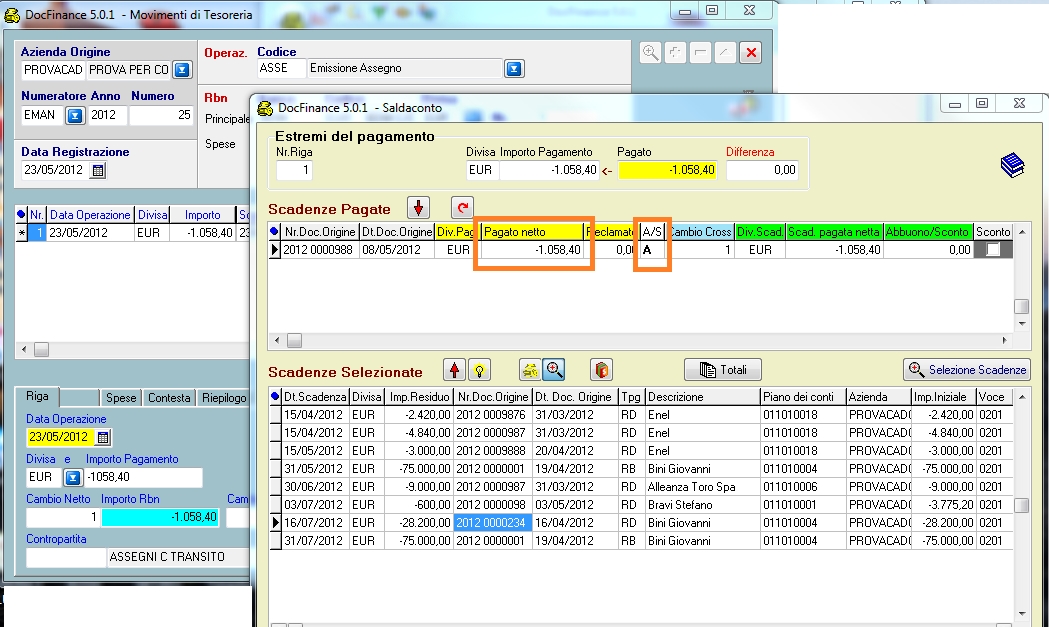 DocFinance 5.0.1 - Movimenti di Tesoreria
Azienda Origine
PROVACAD PROVA PER CO
Numeratore Anno Numero
EMAN 2012 25
Data Registrazione
23/05/2012
Operaz. Codice
ASSE Emissione Assegno
Rbn
Principale
Spese
Nr. Data Operazione Divisa Importo
* 1 23/05/2012 EUR -1.058,40 23
Riga Spese Contesta Riepilogo
Data Operazione
23/05/2012
Divisa e Importo Pagamento
EUR -1058,40
Cambio Netto Importo Rbn Cam
1 -1.058,40
Contropartita
ASSEGNI C TRANSITO
DocFinance 5.0.1 - Saldaconto
Estremi del pagamento
Nr.Riga Divisa Importo Pagamento Pagato Differenza
1 EUR -1.058,40 <- -1.058,40 0,00
Scadenze Pagate
Nr.Doc.Origine Dt.Doc.Origine Div.Pag Pagato netto Reclamato A/S Cambio Cross Div.Scad. Scad. pagata netta Abbuono/Sconto Sconto
2012 0000988 08/05/2012 EUR -1.058,40 0,00 A 1 EUR -1.058,40 0,00
Scadenze Selezionate Totali Selezione Scadenze
Dt.Scadenza Divisa Imp.Residuo Nr.Doc.Origine Dt. Doc. Origine Tpg Descrizione Piano dei conti Azienda Imp.Iniziale Voce
15/04/2012 EUR -2.420,00 2012 0009876 31/03/2012 RD Enel 011010018 PROVACADO -2.420,00 0201
15/04/2012 EUR -4.840,00 2012 0000987 31/03/2012 RD Enel 011010018 PROVACADO -4.840,00 0201
15/05/2012 EUR -3.000,00 2012 0009888 20/04/2012 RD Enel 011010018 PROVACADO -3.000,00 0201
31/05/2012 EUR -75.000,00 2012 0000001 19/04/2012 RB Bini Giovanni 011010004 PROVACADO -75.000,00 0201
30/06/2012 EUR -9.000,00 2012 0000987 31/03/2012 RD Alleanza Toro Spa 011010006 PROVACADO -9.000,00 0201
03/07/2012 EUR -600,00 2012 0000098 03/05/2012 RD Bravi Stefano 011010001 PROVACADO -3.775,20 0201
16/07/2012 EUR -28.200,00 2012 0000234 16/04/2012 RD Bini Giovanni 011010004 PROVACADO -28.200,00 0201
31/07/2012 EUR -75.000,00 2012 0000001 19/04/2012 RB Bini Giovanni 011010004 PROVACADO -75.000,00 0201